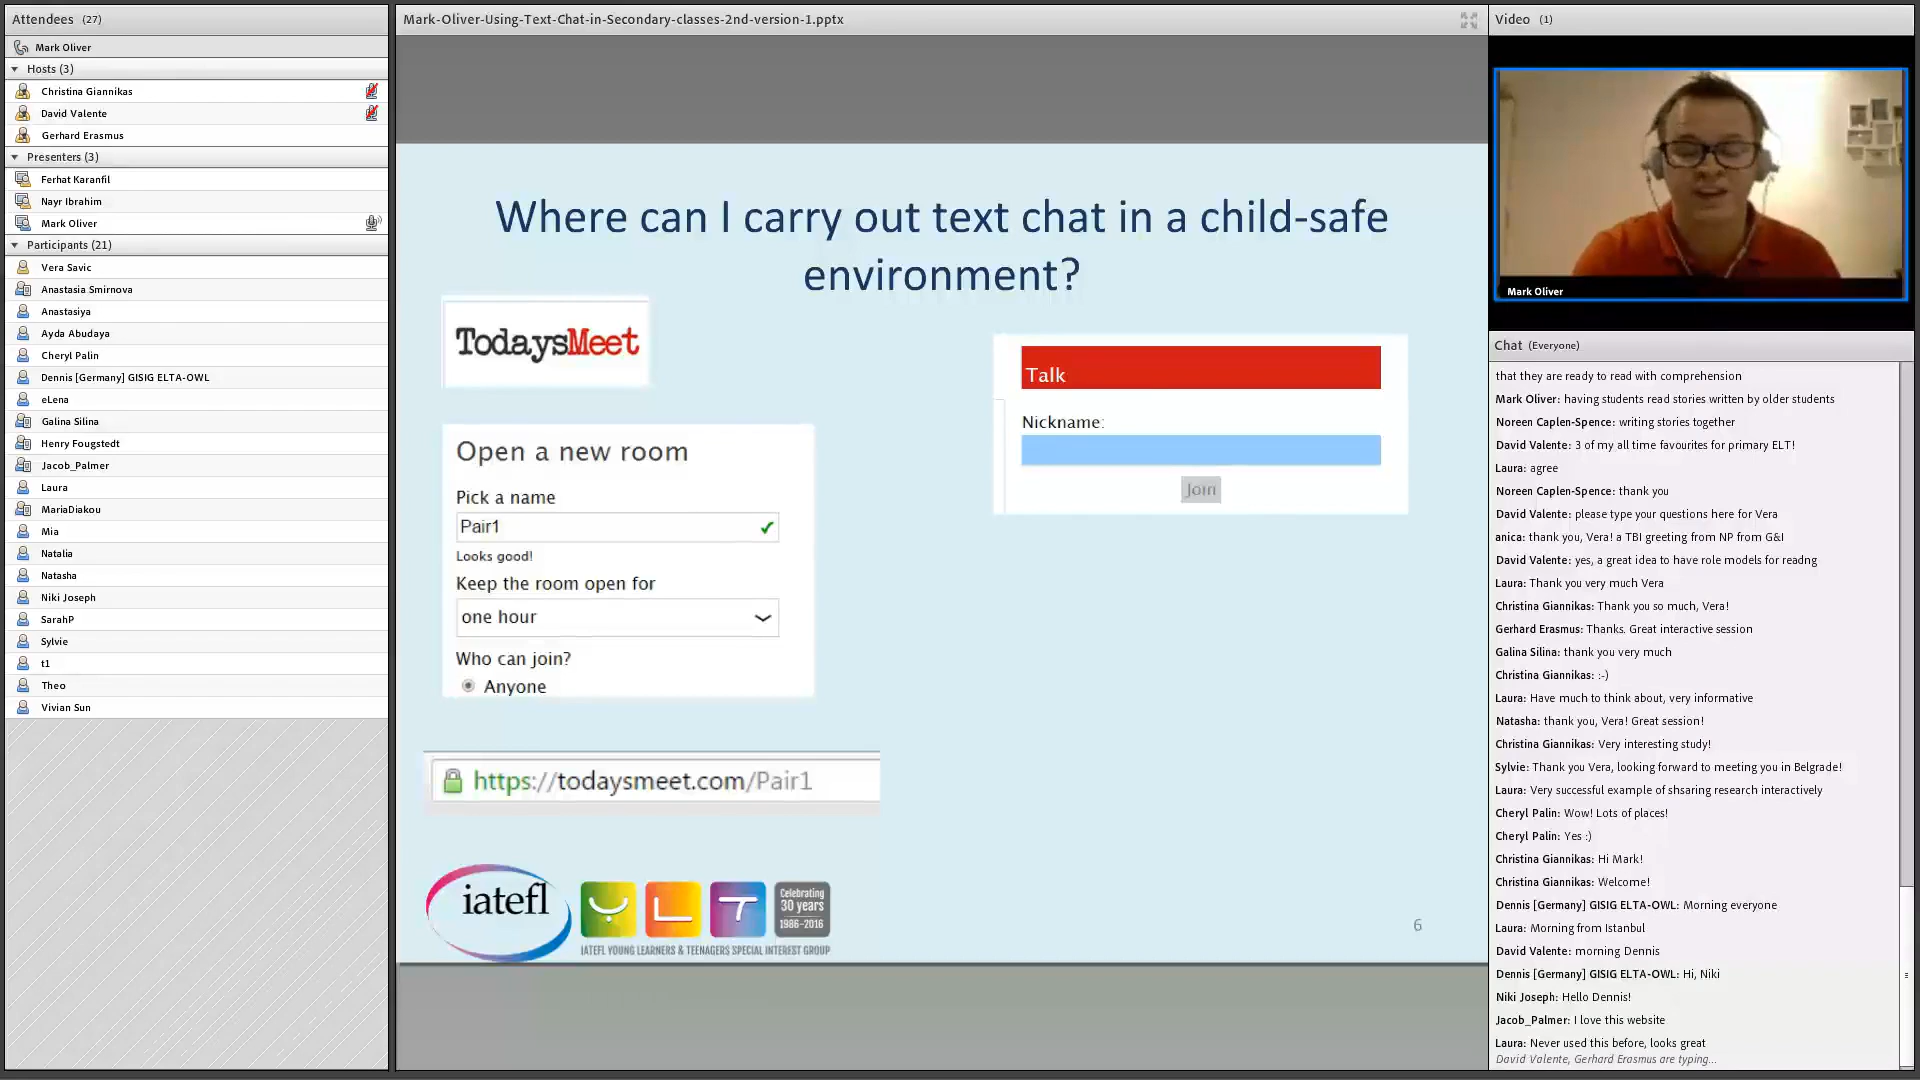 Attendees (27)
Mark Oliver
Hosts (3)
Christina Giannikas
David Valente
Gerhard Erasmus
Presenters (3)
Ferhat Karanfil
Nayr Ibrahim
Mark Oliver
Participants (21)
Vera Savic
Anastasia Smirnova
Anastasiya
Ayda Abudaya
Cheryl Palin
Dennis [Germany] GISIG ELTA-OWL
eLena
Galina Silina
Henry Fougstedt
Jacob_Palmer
Laura
MariaDiakou
Mia
Natalia
Natasha
Niki Joseph
SarahP
Sylvie
t1
Theo
Vivian Sun
Mark-Oliver-Using-Text-Chat-in-Secondary-classes-2nd-version-1.pptx
Where can I carry out text chat in a child-safe
environment?
TodaysMeet
Open a new room
Pick a name
Pair1
Looks good!
Keep the room open for
one hour
Who can join?
Anyone
https://todaysmeet.com/Pair1
Talk
Nickname:
Join
iatefl
Y L T
Celebrating
30 years
1986-2016
IATEFL YOUNG LEARNERS & TEENAGERS SPECIAL INTEREST GROUP
6
Video (1)
Mark Oliver
Chat (Everyone)
that they are ready to read with comprehension
Mark Oliver: having students read stories written by older students
Noreen Caplen-Spence: writing stories together
David Valente: 3 of my all time favourites for primary ELT!
Laura: agree
Noreen Caplen-Spence: thank you
David Valente: please type your questions here for Vera
anica: thank you, Vera! a TBI greeting from NP from G&I
David Valente: yes, a great idea to have role models for readng
Laura: Thank you very much Vera
Christina Giannikas: Thank you so much, Vera!
Gerhard Erasmus: Thanks. Great interactive session
Galina Silina: thank you very much
Christina Giannikas: :-)
Laura: Have much to think about, very informative
Natasha: thank you, Vera! Great session!
Christina Giannikas: Very interesting study!
Sylvie: Thank you Vera, looking forward to meeting you in Belgrade!
Laura: Very successful example of shsaring research interactively
Cheryl Palin: Wow! Lots of places!
Cheryl Palin: Yes :)
Christina Giannikas: Hi Mark!
Christina Giannikas: Welcome!
Dennis [Germany] GISIG ELTA-OWL: Morning everyone
Laura: Morning from Istanbul
David Valente: morning Dennis
Dennis [Germany] GISIG ELTA-OWL: Hi, Niki
Niki Joseph: Hello Dennis!
Jacob_Palmer: I love this website
Laura: Never used this before, looks great
David Valente, Gerhard Erasmus are typing...